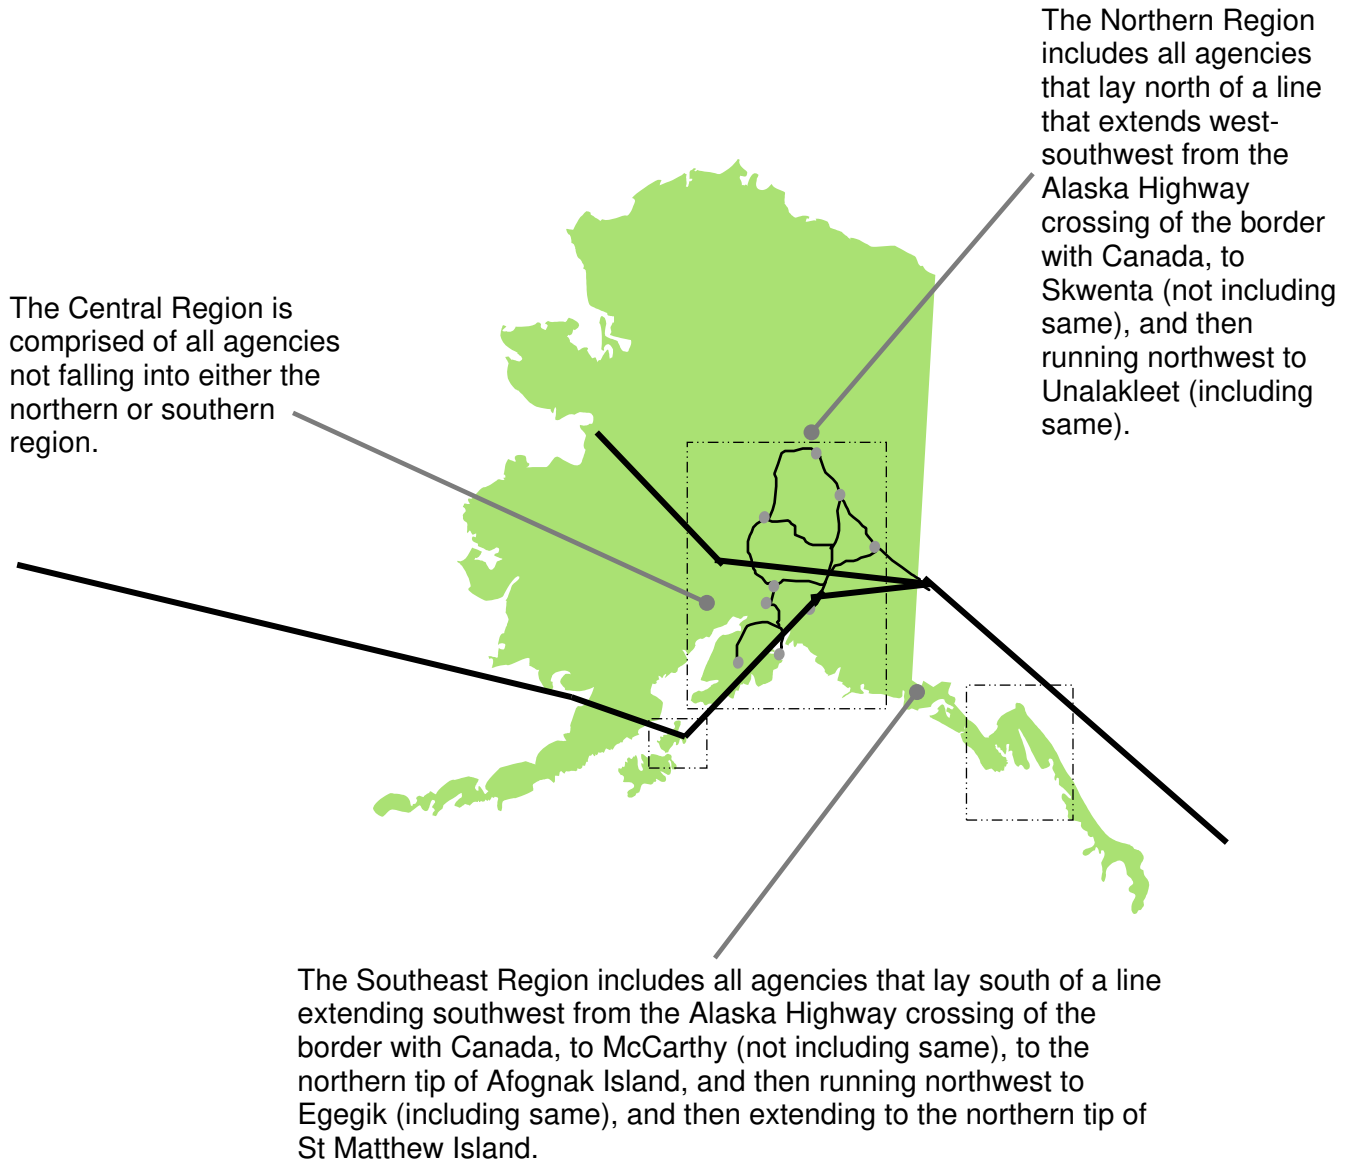 The Northern Region
includes all agencies
that lay north of a line
that extends west-
southwest from the
Alaska Highway
crossing of the border
with Canada, to
Skwenta (not including
same), and then
running northwest to
Unalakleet (including
same).
The Central Region is
comprised of all agencies
not falling into either the
northern or southern
region.
The Southeast Region includes all agencies that lay south of a line
extending southwest from the Alaska Highway crossing of the
border with Canada, to McCarthy (not including same), to the
northern tip of Afognak Island, and then running northwest to
Egegik (including same), and then extending to the northern tip of
St Matthew Island.